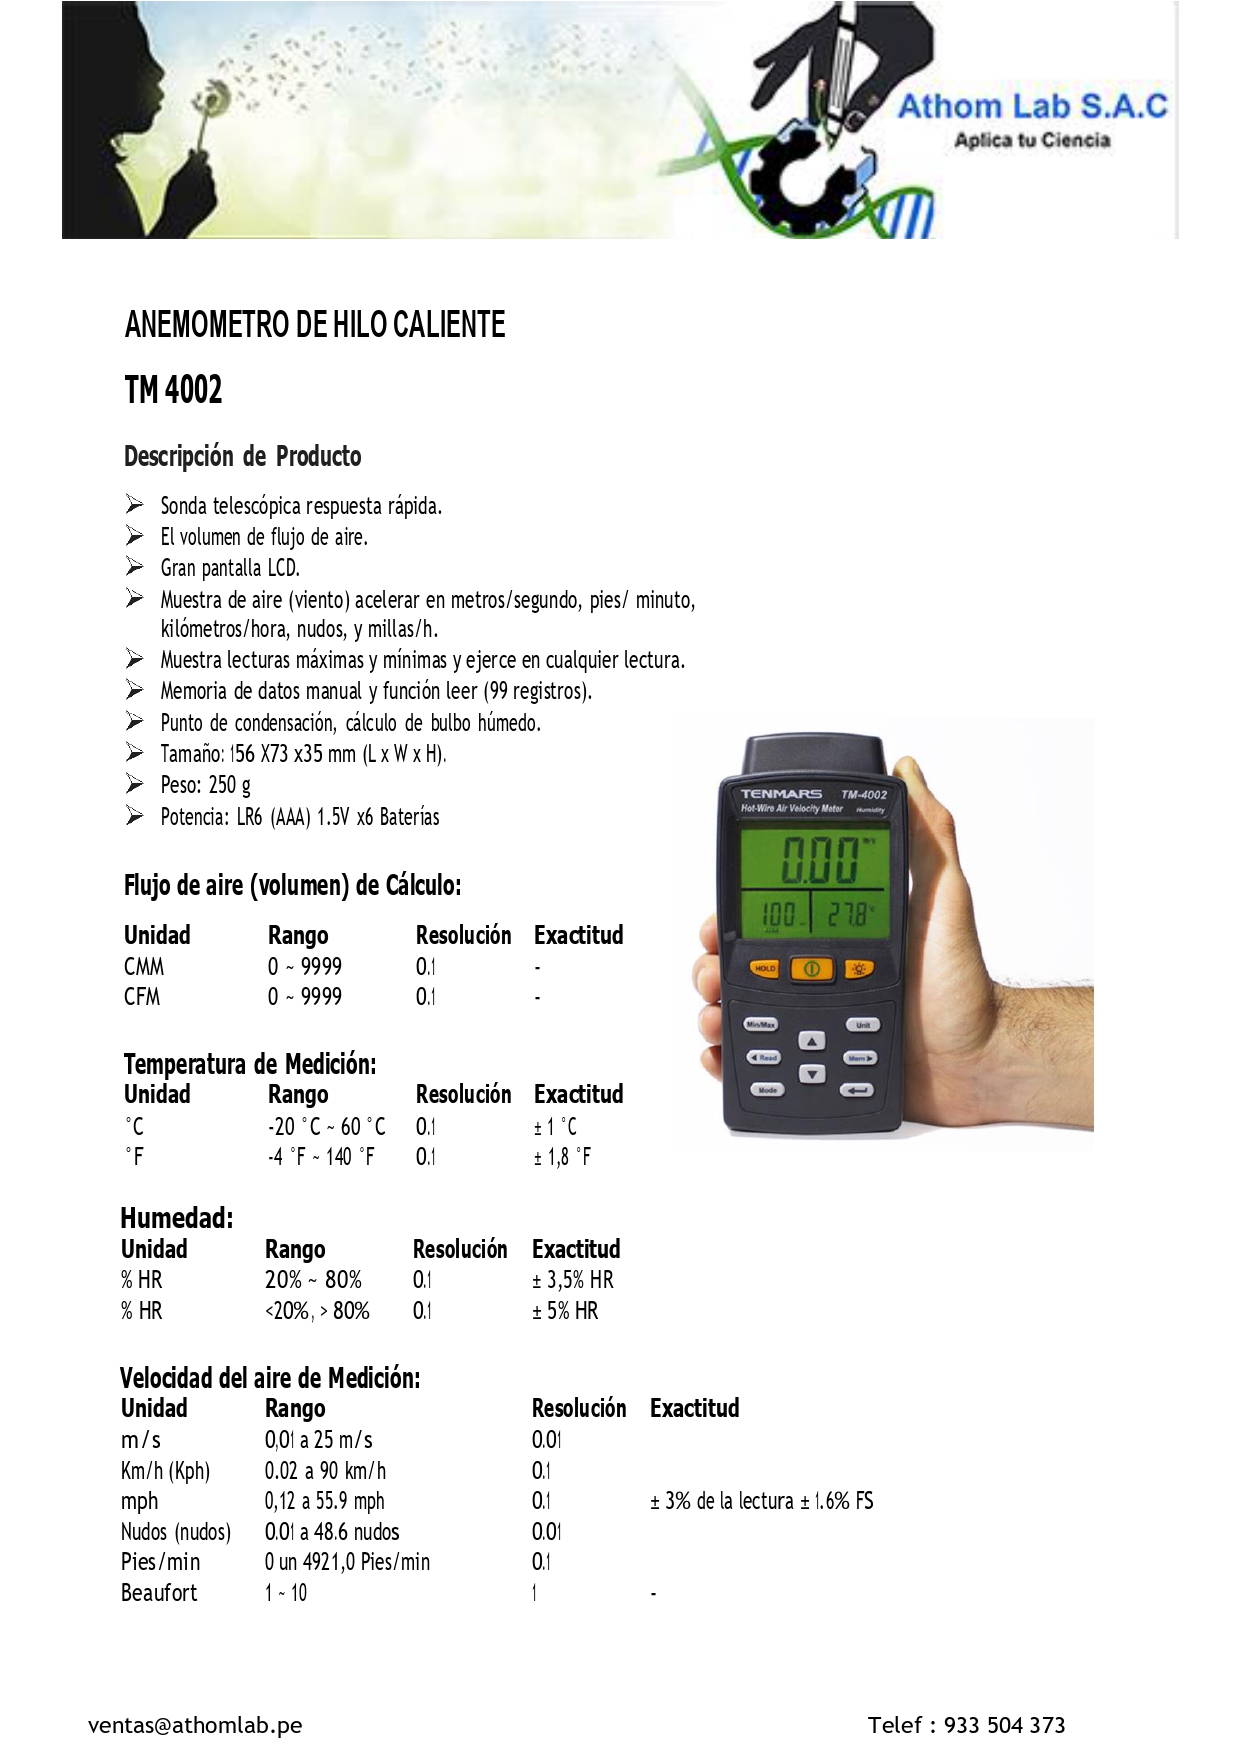 Athom Lab S.A.C
Aplica tu Ciencia
ANEMOMETRO DE HILO CALIENTE
TM 4002
Descripción de Producto
Sonda telescópica respuesta rápida.
El volumen de flujo de aire.
Gran pantalla LCD.
Muestra de aire (viento) acelerar en metros/segundo, pies/ minuto,
kilómetros/hora, nudos, y millas/h.
Muestra lecturas máximas y mínimas y ejerce en cualquier lectura.
Memoria de datos manual y función leer (99 registros).
Punto de condensación, cálculo de bulbo húmedo.
Tamaño: 156 X73 x35 mm (L x W x H).
Peso: 250 g
Potencia: LR6 (AAA) 1.5V x6 Baterías
TENMARS TM-4002
Hot-Wire Air Velocity Meter Humidity
0.00
100 27.8
HOLD
Min/Max Unit
Read Mem
Mode
Flujo de aire (volumen) de Cálculo:
Unidad Rango Resolución Exactitud
CMM 0 ~ 9999 0.1 -
CFM 0 ~ 9999 0.1 -
Temperatura de Medición:
Unidad Rango Resolución Exactitud
°C -20 °C ~ 60 °C 0.1 ± 1 °C
°F -4 °F ~ 140 °F 0.1 ± 1,8 °F
Humedad:
Unidad Rango Resolución Exactitud
% HR 20% ~ 80% 0.1 ± 3,5% HR
% HR <20%, > 80% 0.1 ± 5% HR
Velocidad del aire de Medición:
Unidad Rango Resolución Exactitud
m/s 0,01 a 25 m/s 0.01
Km/h (Kph) 0.02 a 90 km/h 0.1
mph 0,12 a 55.9 mph 0.1 ± 3% de la lectura ± 1.6% FS
Nudos (nudos) 0.01 a 48.6 nudos 0.01
Pies/min 0 un 4921,0 Pies/min 0.1
Beaufort 1 ~ 10 1 -
ventas@athomlab.pe Telef : 933 504 373